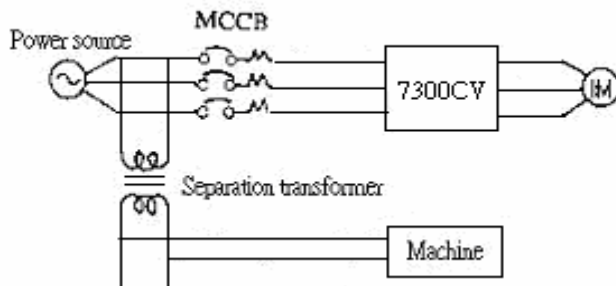 MCCB
Power source
7300CV
IM
Separation transformer
Machine